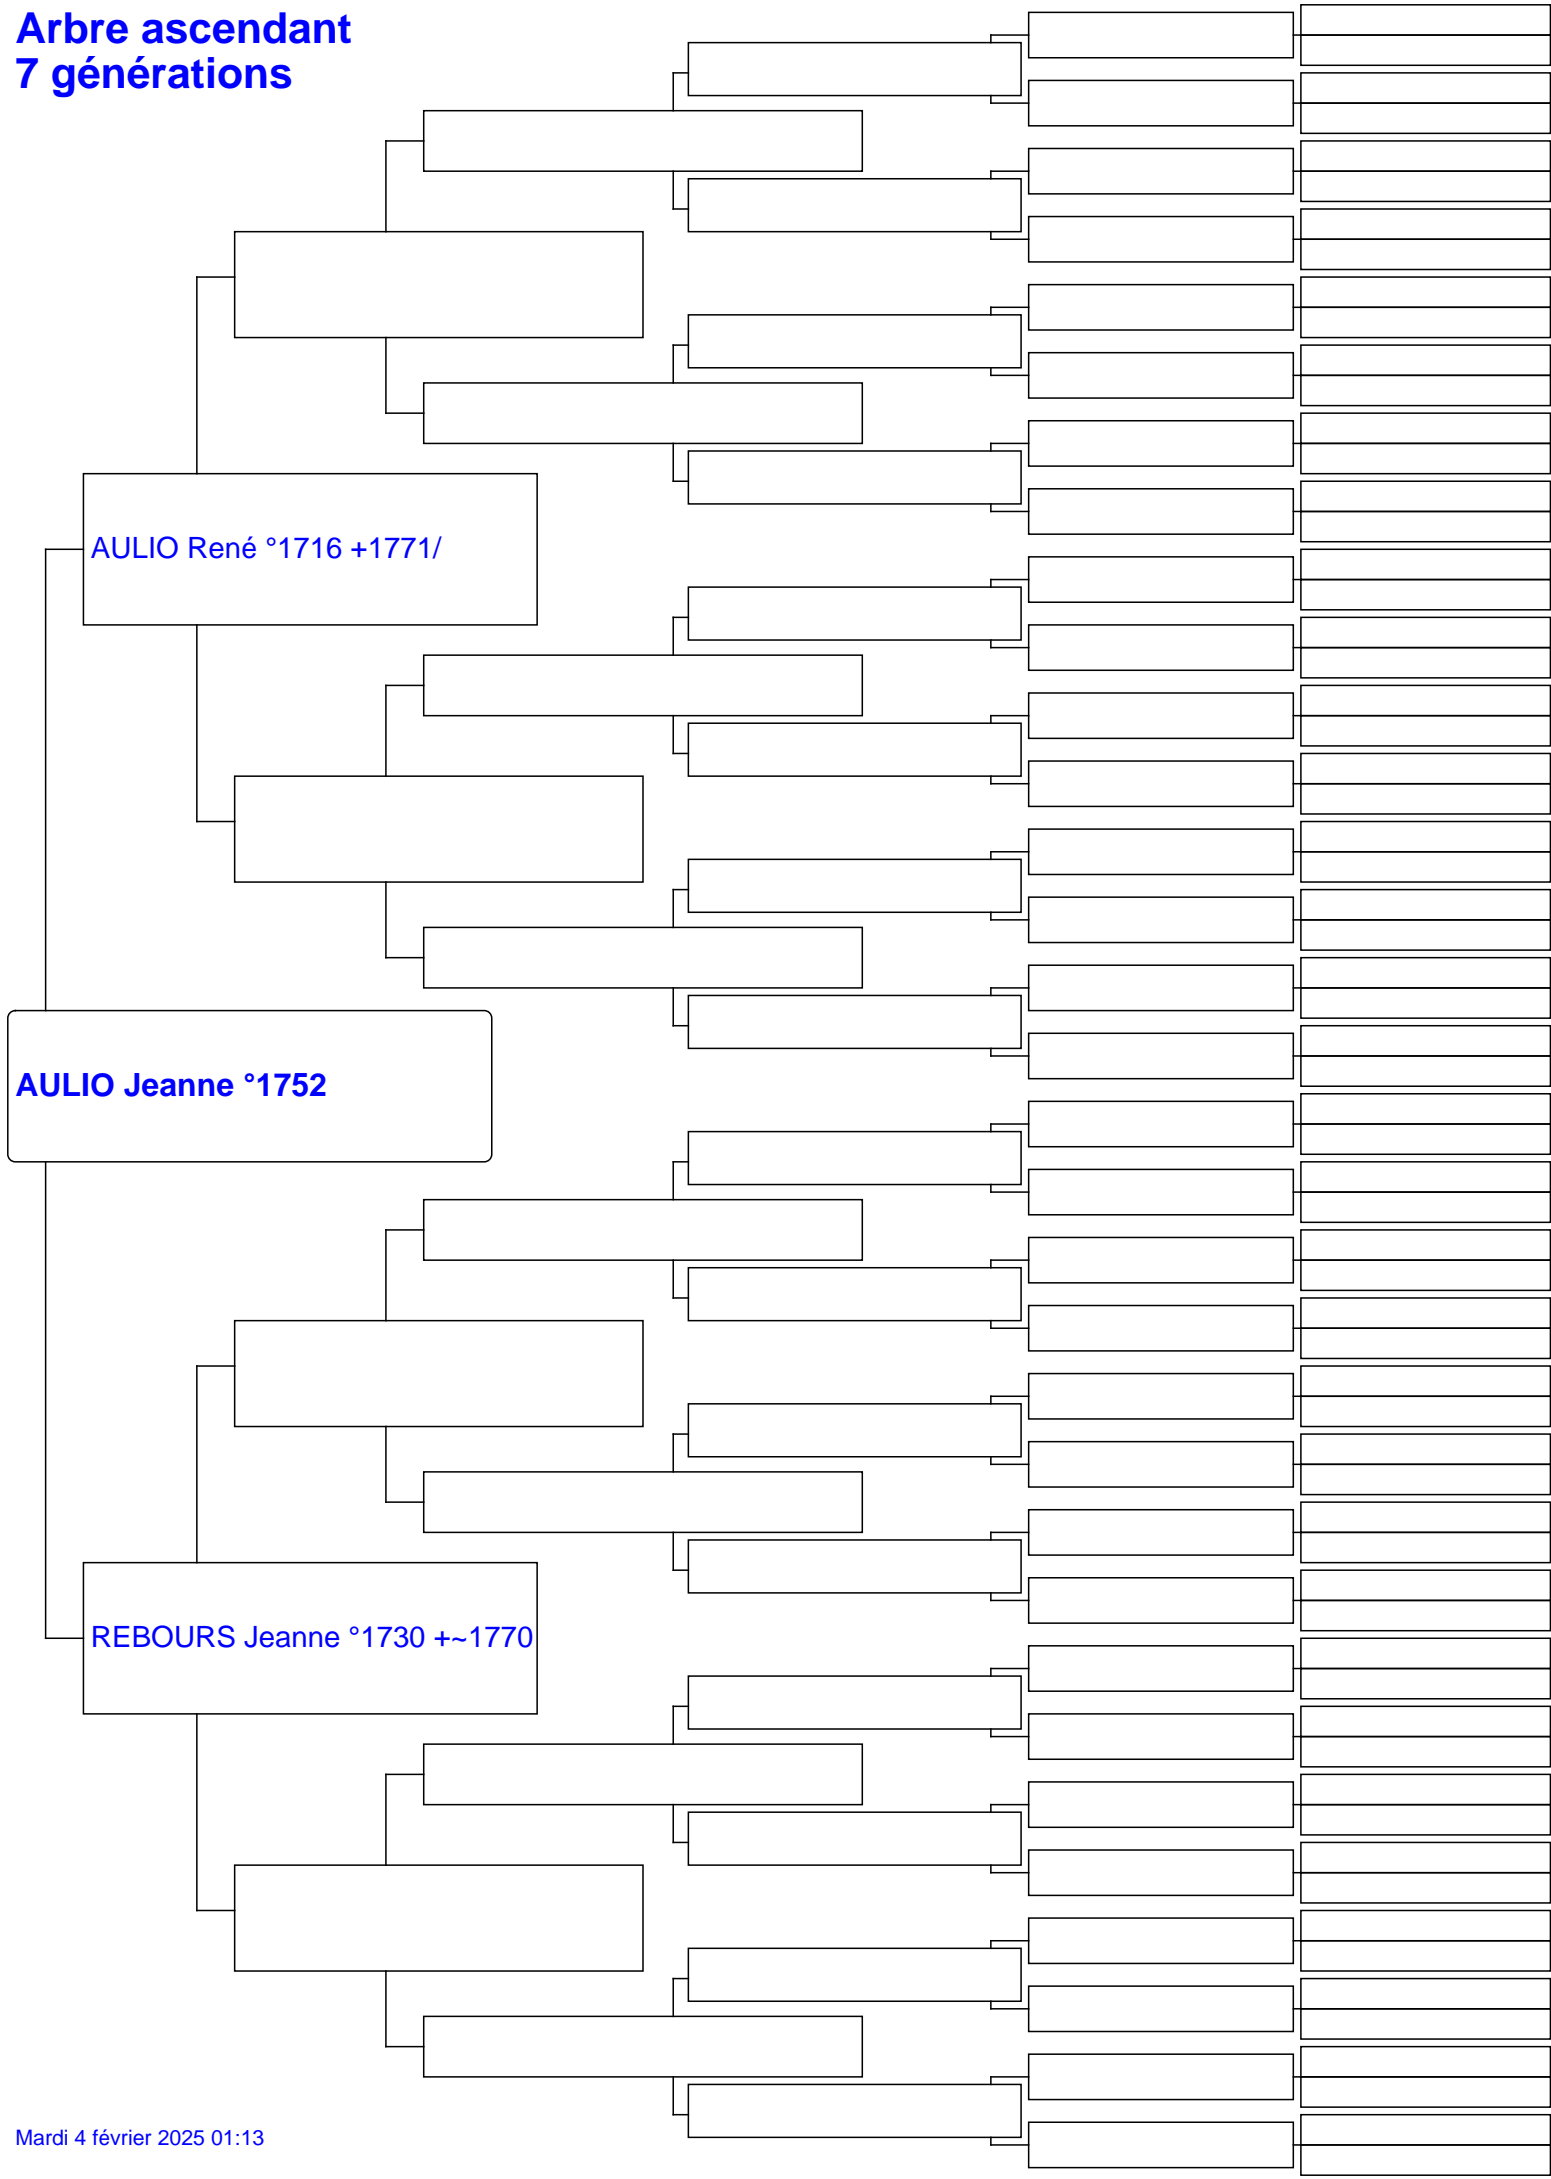 Arbre ascendant
7 générations
AULIO René °1716 +1771/
AULIO Jeanne °1752
REBOURS Jeanne °1730 +~1770
Mardi 4 février 2025 01:13